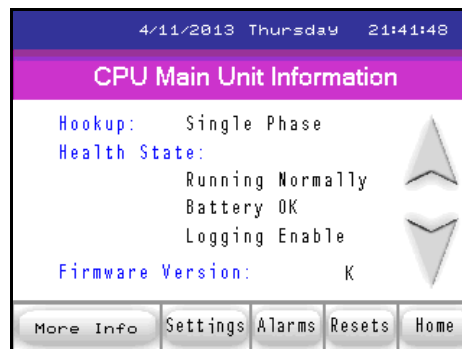 4/11/2013 Thursday 21:41:48
CPU Main Unit Information
Hookup: Single Phase
Health State:
Running Normally
Battery OK
Logging Enable
Firmware Version: K
More Info Settings Alarms Resets Home